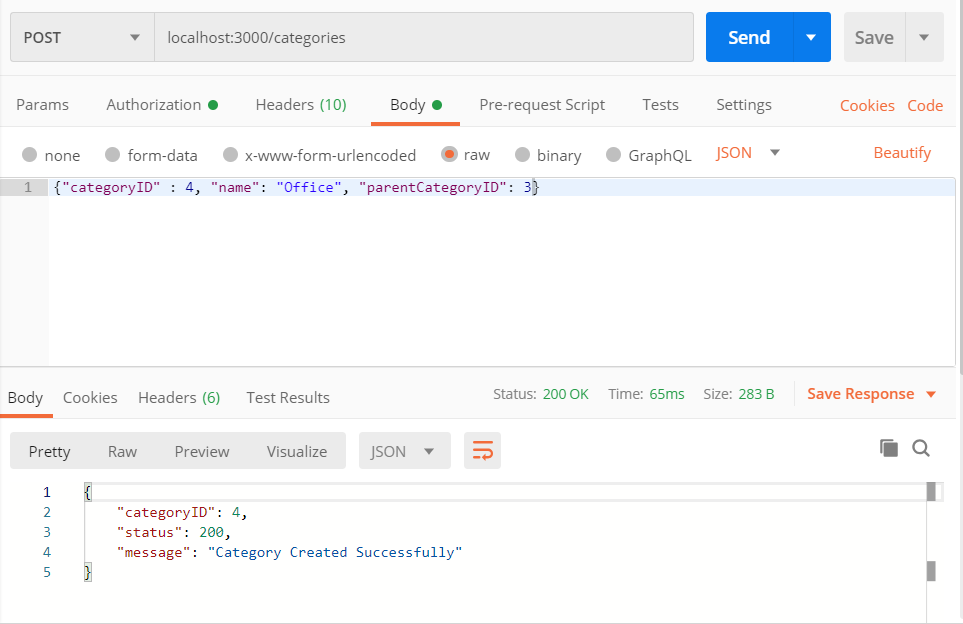 POST localhost:3000/categories Send Save
Params Authorization Headers (10) Body Pre-request Script Tests Settings Cookies Code
none form-data x-www-form-urlencoded raw binary GraphQL JSON Beautify
1 {"categoryID" : 4, "name": "Office", "parentCategoryID": 3}
Body Cookies Headers (6) Test Results Status: 200 OK Time: 65ms Size: 283 B Save Response
Pretty Raw Preview Visualize JSON
1 {
2 "categoryID": 4,
3 "status": 200,
4 "message": "Category Created Successfully"
5 }